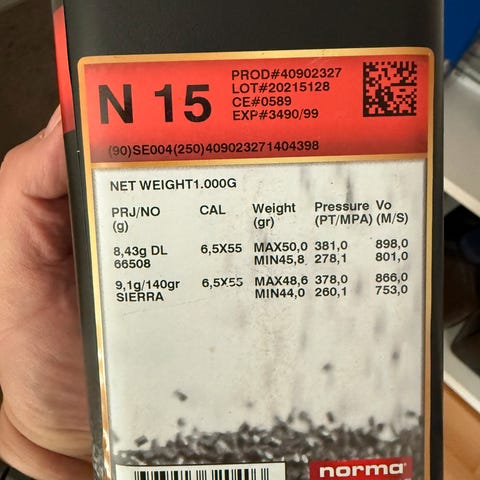 N 15
PROD#40902327
LOT#20215128
CE#0589
EXP#3490/99
(90)SE004(250)409023271404398
NET WEIGHT1.000G
PRJ/NO CAL Weight Pressure Vo
(g) (gr) (PT/MPA) (M/S)
8,43g DL 6,5X55 MAX50,0 381,0 898,0
66508 MIN45,8 278,1 801,0
9,1g/140gr 6,5X55 MAX48,6 378,0 866,0
SIERRA MIN44,0 260,1 753,0
norma